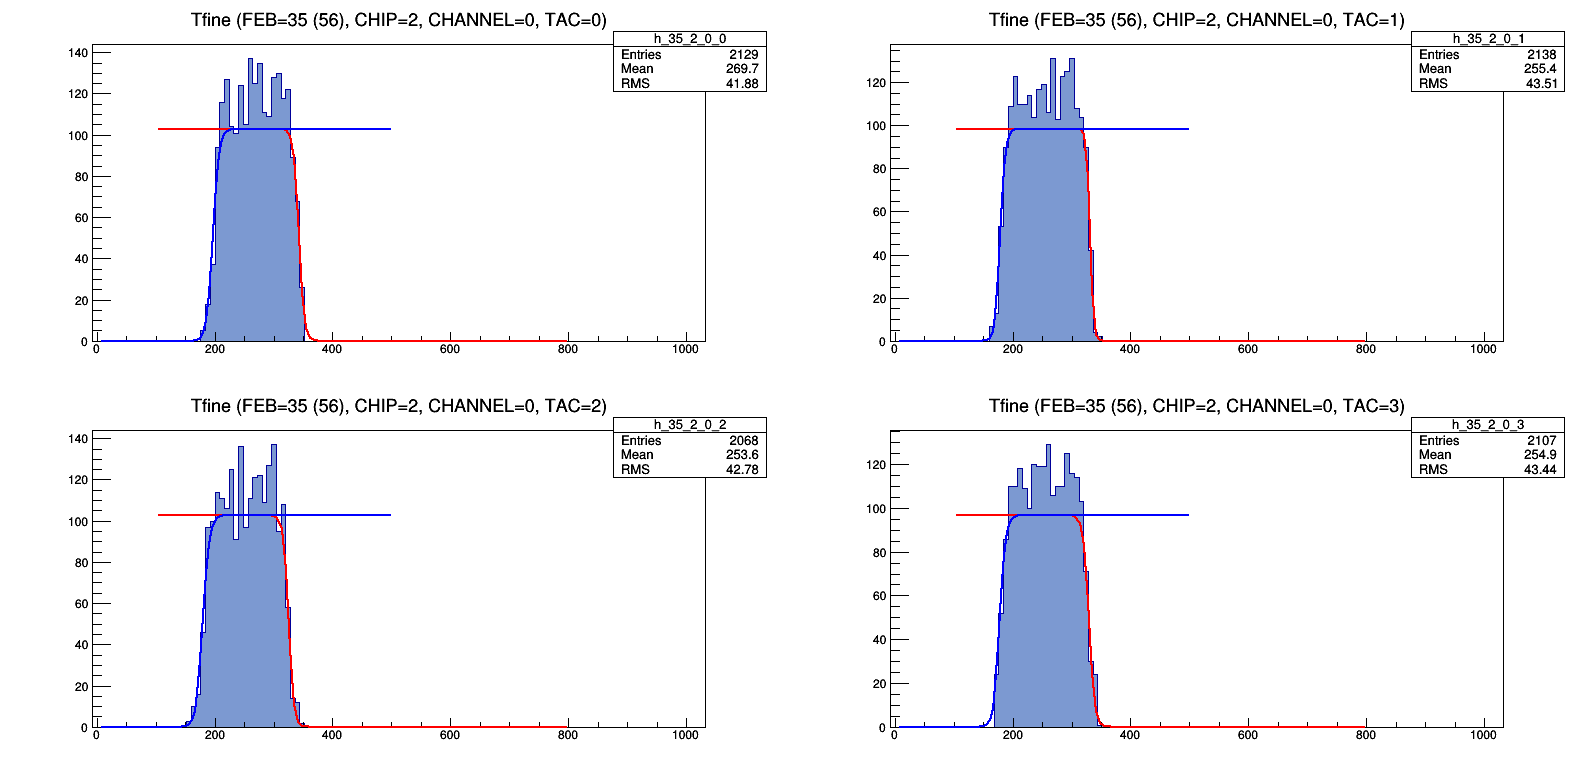 Tfine (FEB=35 (56), CHIP=2, CHANNEL=0, TAC=0)
h_35_2_0_0
Entries 2129
Mean 269.7
RMS 41.88
140
120
100
80
60
40
20
0
0 200 400 600 800 1000
Tfine (FEB=35 (56), CHIP=2, CHANNEL=0, TAC=1)
h_35_2_0_1
Entries 2138
Mean 255.4
RMS 43.51
120
100
80
60
40
20
0
0 200 400 600 800 1000
Tfine (FEB=35 (56), CHIP=2, CHANNEL=0, TAC=2)
h_35_2_0_2
Entries 2068
Mean 253.6
RMS 42.78
140
120
100
80
60
40
20
0
0 200 400 600 800 1000
Tfine (FEB=35 (56), CHIP=2, CHANNEL=0, TAC=3)
h_35_2_0_3
Entries 2107
Mean 254.9
RMS 43.44
120
100
80
60
40
20
0
0 200 400 600 800 1000